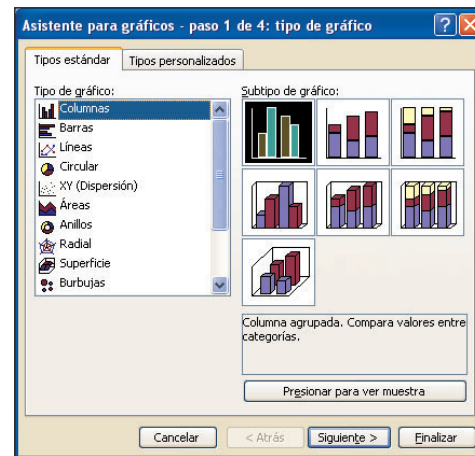 Asistente para gráficos - paso 1 de 4: tipo de gráfico
Tipos estándar
Tipos personalizados
Tipo de gráfico:
Columnas
Barras
Líneas
Circular
XY (Dispersión)
Áreas
Anillos
Radial
Superficie
Burbujas
Subtipo de gráfico:
Columna agrupada. Compara valores entre
categorías.
Presionar para ver muestra
Cancelar
< Atrás
Siguiente >
Finalizar